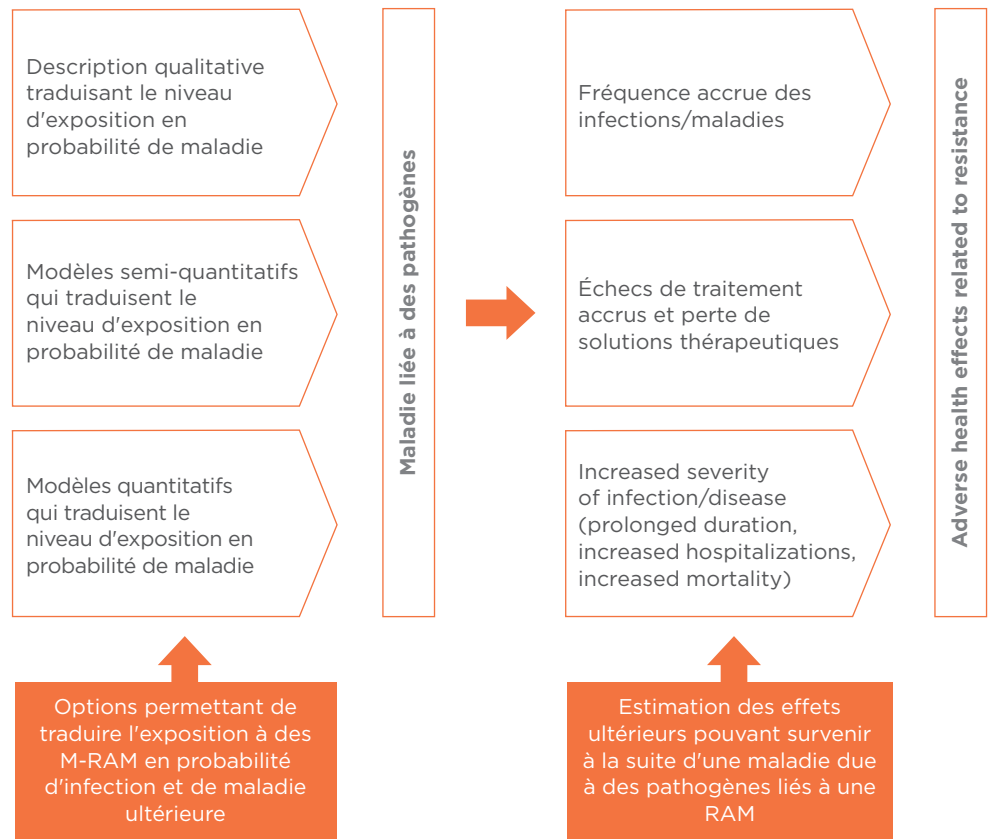 Description qualitative
traduisant le niveau
d'exposition en
probabilité de maladie
Modèles semi-quantitatifs
qui traduisent le
niveau d'exposition en
probabilité de maladie
Modèles quantitatifs
qui traduisent le
niveau d'exposition en
probabilité de maladie
Options permettant de
traduire l'exposition à des
M-RAM en probabilité
d'infection et de maladie
ultérieure
Maladie liée à des pathogènes
Fréquence accrue des
infections/maladies
Échecs de traitement
accrus et perte de
solutions thérapeutiques
Increased severity
of infection/disease
(prolonged duration,
increased hospitalizations,
increased mortality)
Estimation des effets
ultérieurs pouvant survenir
à la suite d'une maladie due
à des pathogènes liés à une
RAM
Adverse health effects related to resistance